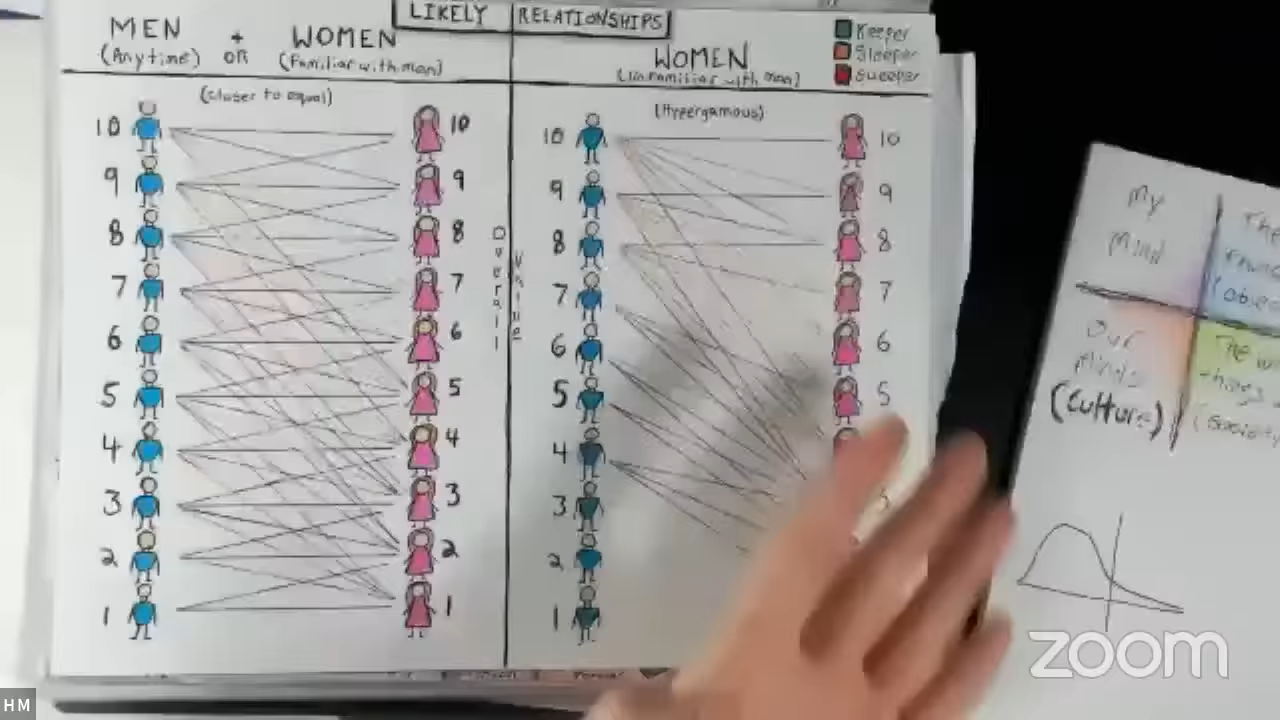 LIKELY RELATIONSHIPS
MEN + WOMEN
(Anytime) or (Familiar with man)
(closer to equal)
10 10
9 9
8 8
7 7
6 6
5 5
4 4
3 3
2 2
1 1
Overall Value
WOMEN
(Unfamiliar with man)
(Hypergamous)
Keeper
Sleeper
Sweeper
10 10
9 9
8 8
7 7
6 6
5 5
4
3 3
2
1
My
Mind
Our
Minds
(Culture)
The
zoom
HM